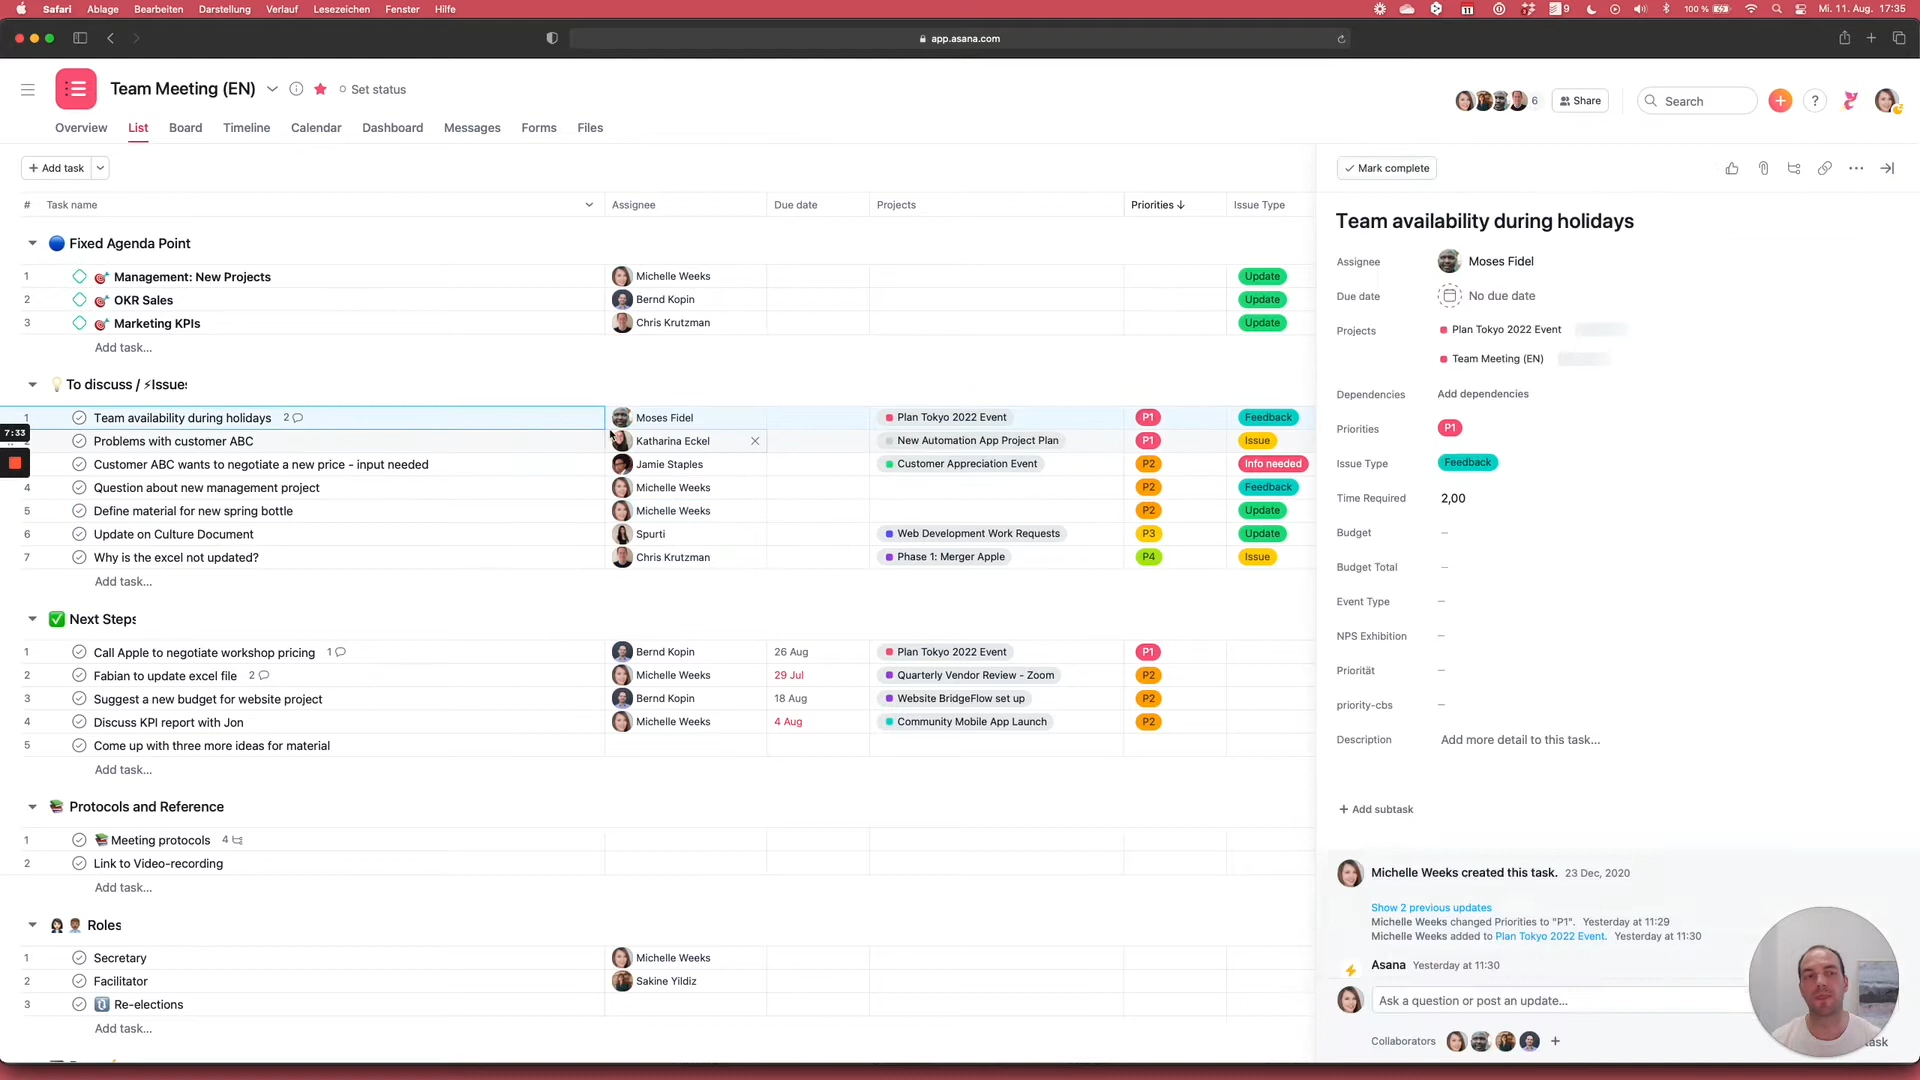 Safari Ablage Bearbeiten Darstellung Verlauf Lesezeichen Fenster Hilfe 11 9 100 % Mi. 11. Aug. 17:35
app.asana.com
Team Meeting (EN) Set status
6 Share Search ?
Overview List Board Timeline Calendar Dashboard Messages Forms Files
+ Add task
# Task name Assignee Due date Projects Priorities ↓ Issue Type
Fixed Agenda Point
1 Management: New Projects Michelle Weeks Update
2 OKR Sales Bernd Kopin Update
3 Marketing KPIs Chris Krutzman Update
Add task...
To discuss / ⚡Issues
1 Team availability during holidays 2 Moses Fidel Plan Tokyo 2022 Event P1 Feedback
7:33
Problems with customer ABC Katharina Eckel New Automation App Project Plan P1 Issue
Customer ABC wants to negotiate a new price - input needed Jamie Staples Customer Appreciation Event P2 Info needed
4 Question about new management project Michelle Weeks P2 Feedback
5 Define material for new spring bottle Michelle Weeks P2 Update
6 Update on Culture Document Spurti Web Development Work Requests P3 Update
7 Why is the excel not updated? Chris Krutzman Phase 1: Merger Apple P4 Issue
Add task...
Next Steps
1 Call Apple to negotiate workshop pricing 1 Bernd Kopin 26 Aug Plan Tokyo 2022 Event P1
2 Fabian to update excel file 2 Michelle Weeks 29 Jul Quarterly Vendor Review - Zoom P2
3 Suggest a new budget for website project Bernd Kopin 18 Aug Website BridgeFlow set up P2
4 Discuss KPI report with Jon Michelle Weeks 4 Aug Community Mobile App Launch P2
5 Come up with three more ideas for material
Add task...
Protocols and Reference
1 Meeting protocols 4
2 Link to Video-recording
Add task...
Roles
1 Secretary Michelle Weeks
2 Facilitator Sakine Yildiz
3 Re-elections
Add task...
Mark complete
Team availability during holidays
Assignee Moses Fidel
Due date No due date
Projects Plan Tokyo 2022 Event
Team Meeting (EN)
Dependencies Add dependencies
Priorities P1
Issue Type Feedback
Time Required 2,00
Budget –
Budget Total –
Event Type –
NPS Exhibition –
Priorität –
priority-cbs –
Description Add more detail to this task...
+ Add subtask
Michelle Weeks created this task. 23 Dec, 2020
Show 2 previous updates
Michelle Weeks changed Priorities to "P1". Yesterday at 11:29
Michelle Weeks added to Plan Tokyo 2022 Event. Yesterday at 11:30
Asana Yesterday at 11:30
Ask a question or post an update...
Collaborators + task